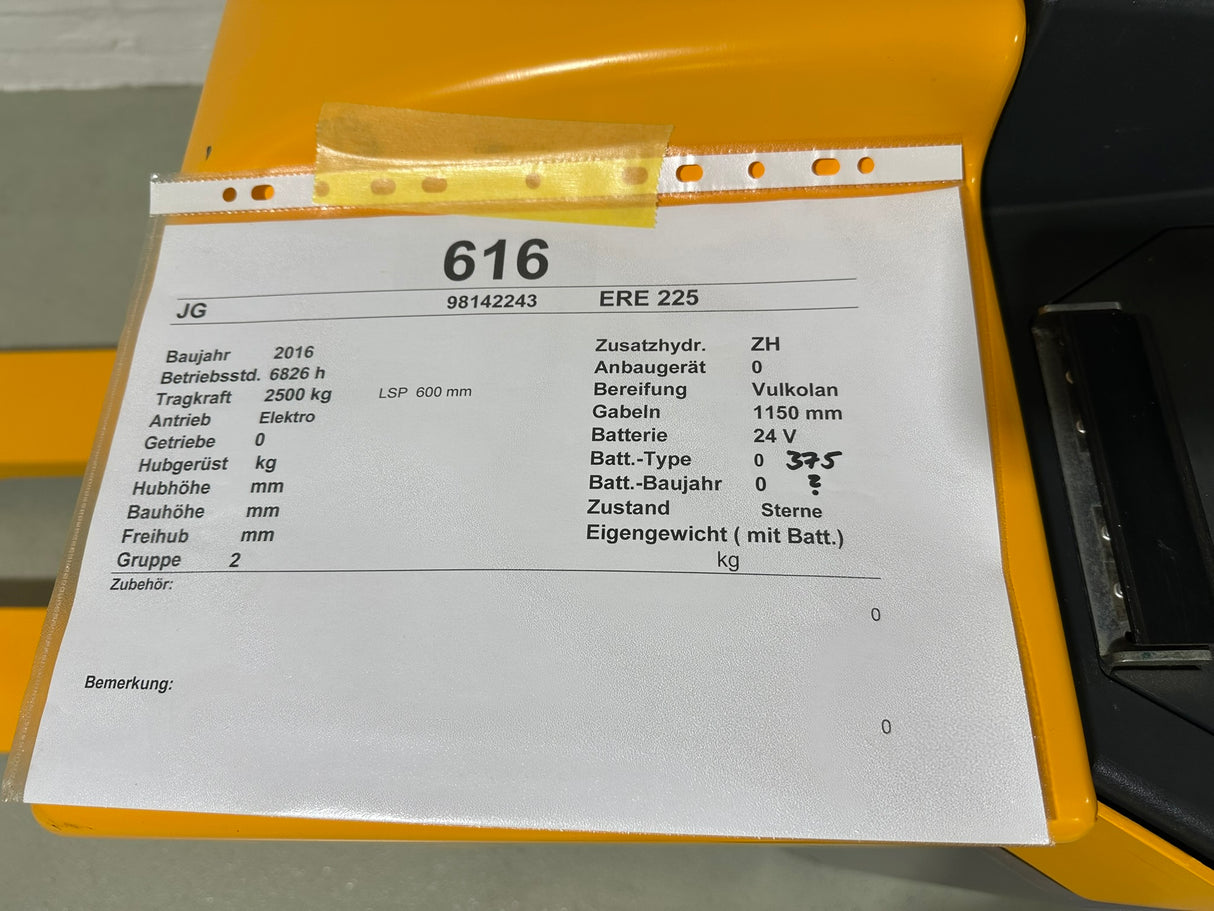 616
JG 98142243 ERE 225
Baujahr 2016
Betriebsstd. 6826 h
Tragkraft 2500 kg LSP 600 mm
Antrieb Elektro
Getriebe 0
Hubgerüst kg
Hubhöhe mm
Bauhöhe mm
Freihub mm
Gruppe 2
Zusatzhydr. ZH
Anbaugerät 0
Bereifung Vulkolan
Gabeln 1150 mm
Batterie 24 V
Batt.-Type 0 375
Batt.-Baujahr 0 ?
Zustand Sterne
Eigengewicht ( mit Batt.)
kg
Zubehör:
0
Bemerkung:
0